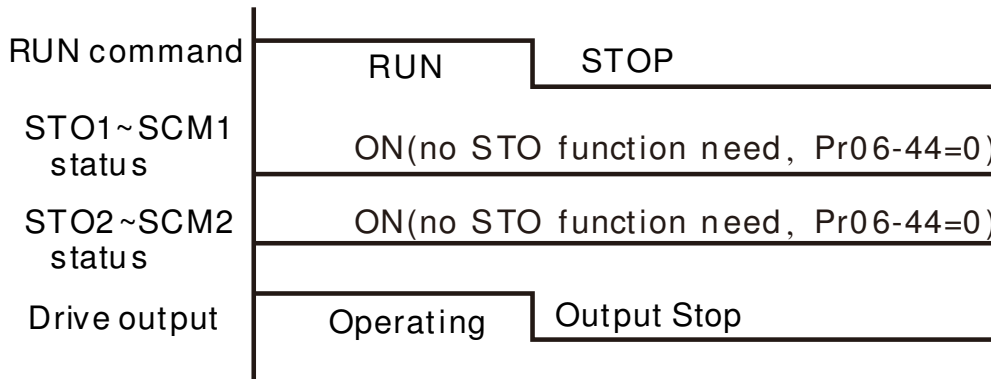 RUN command
RUN
STOP
STO1~SCM1
status
ON(no STO function need, Pr06-44=0)
STO2~SCM2
status
ON(no STO function need, Pr06-44=0)
Drive output
Operating
Output Stop